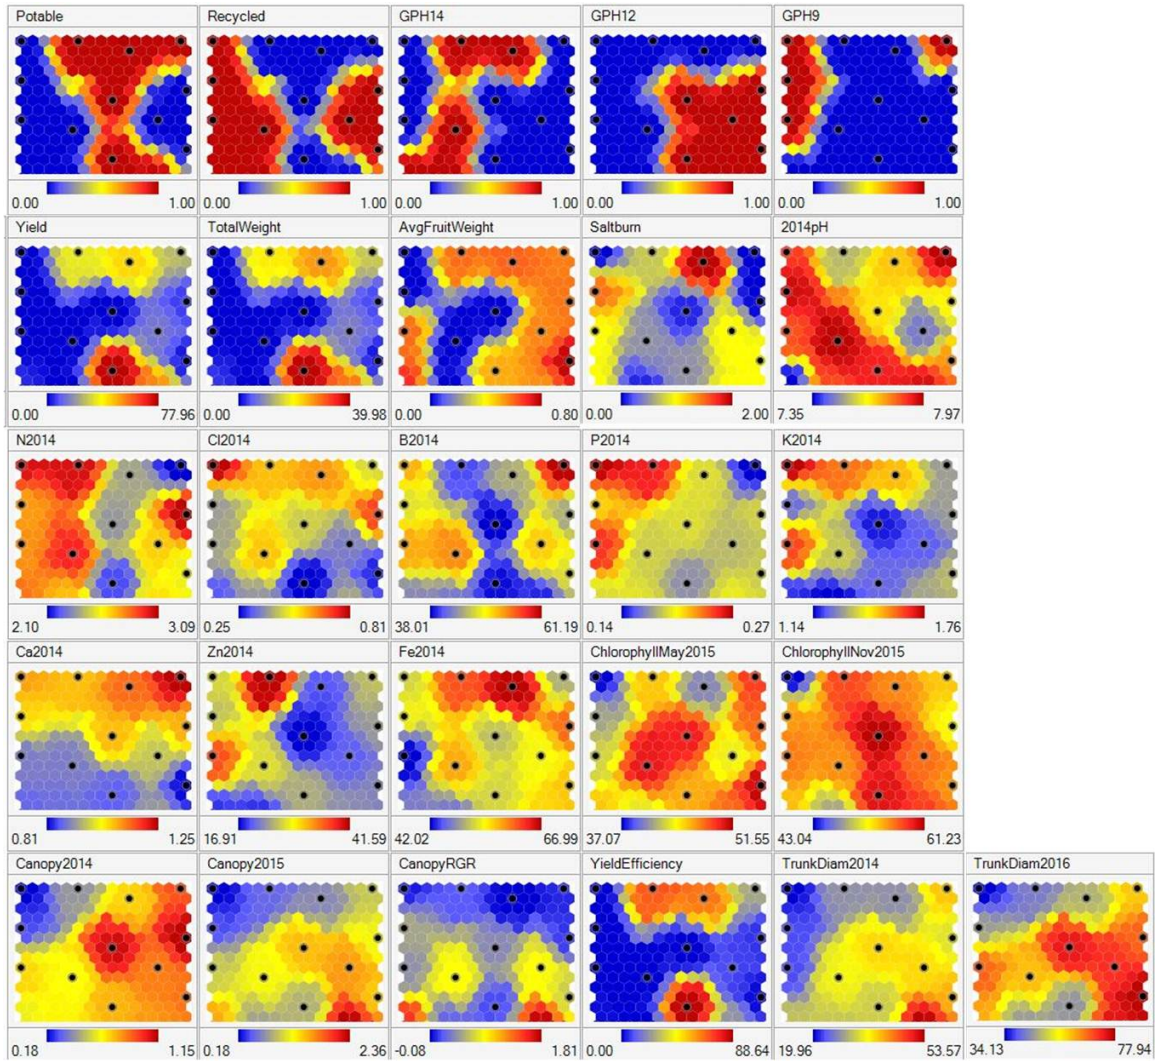 Potable Recycled GPH14 GPH12 GPH9
0.00 1.00 0.00 1.00 0.00 1.00 0.00 1.00 0.00 1.00
Yield TotalWeight AvgFruitWeight Saltburn 2014pH
0.00 77.96 0.00 39.98 0.00 0.80 0.00 2.00 7.35 7.97
N2014 Cl2014 B2014 P2014 K2014
2.10 3.09 0.25 0.81 38.01 61.19 0.14 0.27 1.14 1.76
Ca2014 Zn2014 Fe2014 ChlorophyllMay2015 ChlorophyllNov2015
0.81 1.25 16.91 41.59 42.02 66.99 37.07 51.55 43.04 61.23
Canopy2014 Canopy2015 CanopyRGR YieldEfficiency TrunkDiam2014 TrunkDiam2016
0.18 1.15 0.18 2.36 -0.08 1.81 0.00 88.64 19.96 53.57 34.13 77.94